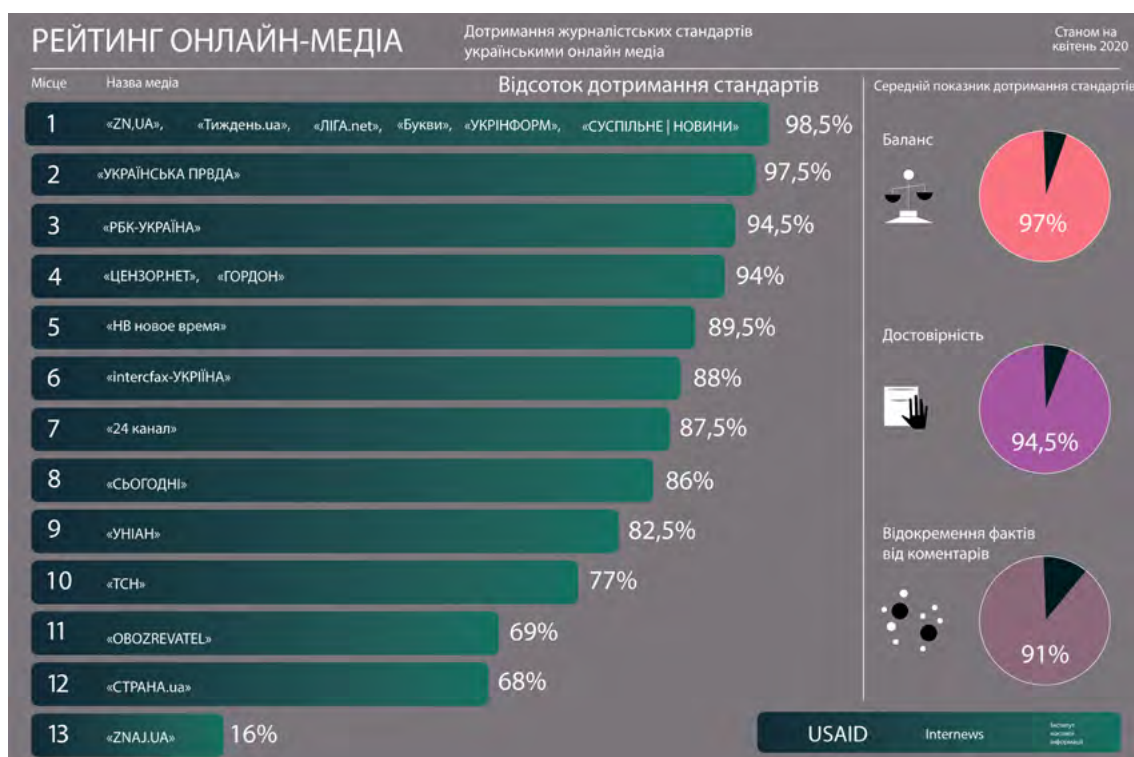 РЕЙТИНГ ОНЛАЙН-МЕДІА
Дотримання журналістських стандартів
українськими онлайн медіа
Станом на
квітень 2020
Місце Назва медіа Відсоток дотримання стандартів
1 «ZN,UA», «Тиждень.ua», «ЛІГА.net», «Букви», «УКРІНФОРМ», «СУСПІЛЬНЕ | НОВИНИ» 98,5%
2 «УКРАЇНСЬКА ПРВДА» 97,5%
3 «РБК-УКРАЇНА» 94,5%
4 «ЦЕНЗОР.НЕТ», «ГОРДОН» 94%
5 «НВ новое время» 89,5%
6 «intercfax-УКРІЇНА» 88%
7 «24 канал» 87,5%
8 «СЬОГОДНІ» 86%
9 «УНІАН» 82,5%
10 «ТСН» 77%
11 «OBOZREVATEL» 69%
12 «СТРАНА.ua» 68%
13 «ZNAJ.UA» 16%
Середній показник дотримання стандартів
Баланс
97%
Достовірність
94,5%
Відокремення фактів
від коментарів
91%
USAID Internews
Інститут
масової
інформації